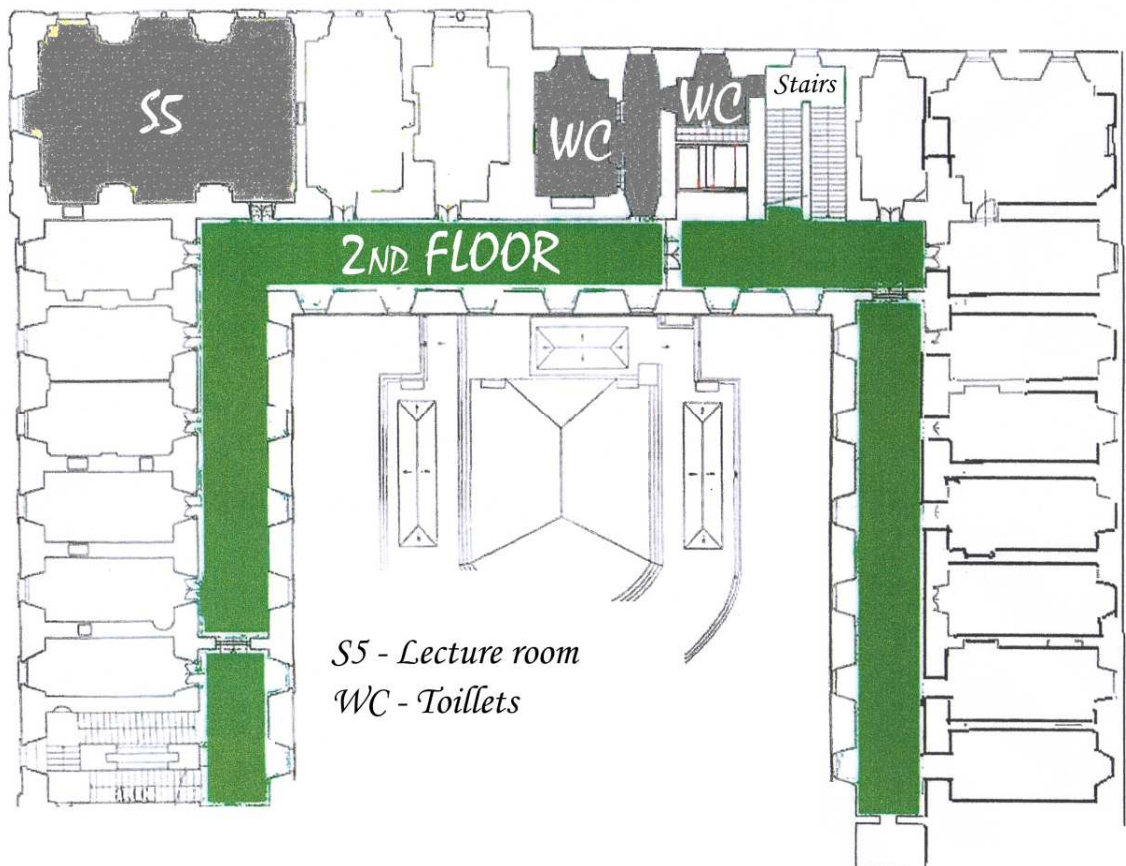 S5
WC
WC
Stairs
2ND FLOOR
S5 - Lecture room
WC - Toillets